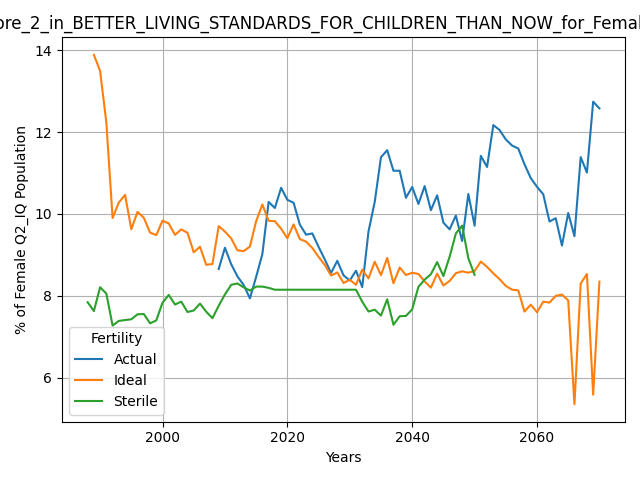 ore_2_in_BETTER_LIVING_STANDARDS_FOR_CHILDREN_THAN_NOW_for_Femal
% of Female Q2_IQ Population
14
12
10
8
6
Fertility
Actual
Ideal
Sterile
2000 2020 2040 2060
Years